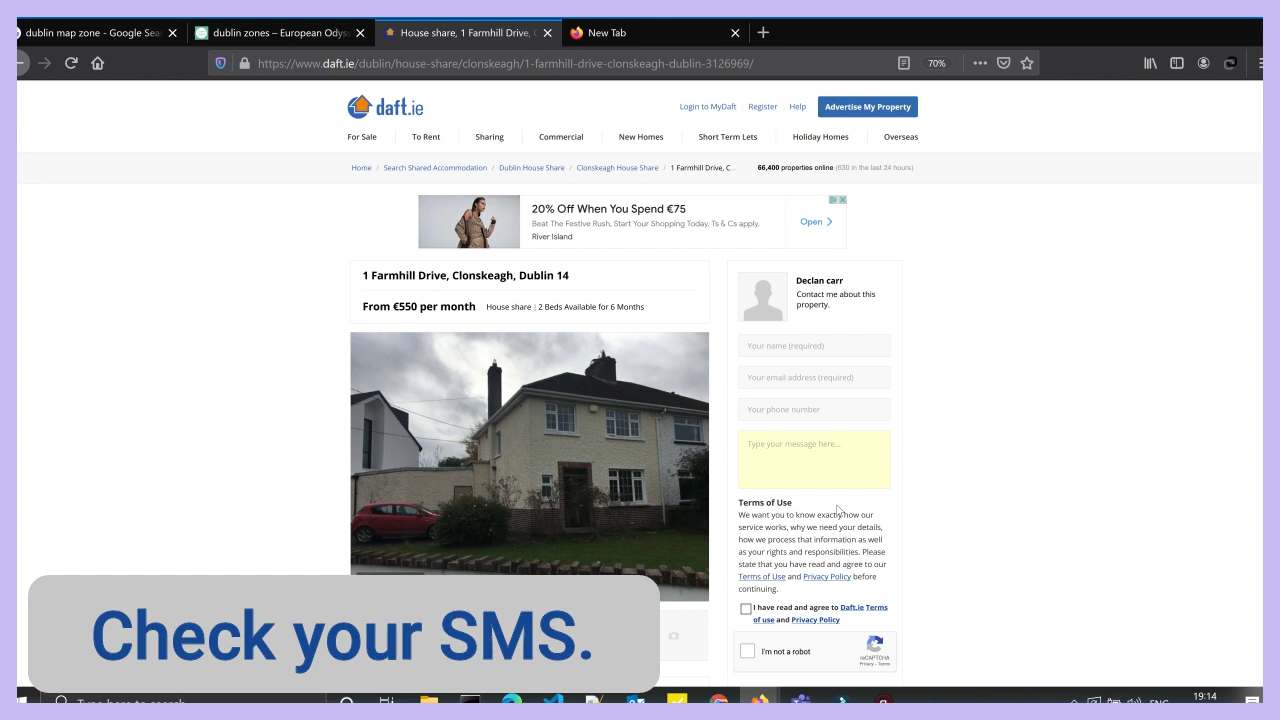 dublin map zone - Google Sea
dublin zones – European Odys
House share, 1 Farmhill Drive, C
New Tab
https://www.daft.ie/dublin/house-share/clonskeagh/1-farmhill-drive-clonskeagh-dublin-3126969/
70%
daft.ie
Login to MyDaft Register Help Advertise My Property
For Sale To Rent Sharing Commercial New Homes Short Term Lets Holiday Homes Overseas
Home / Search Shared Accommodation / Dublin House Share / Clonskeagh House Share / 1 Farmhill Drive, C...
66,400 properties online (630 in the last 24 hours)
20% Off When You Spend €75
Beat The Festive Rush, Start Your Shopping Today. Ts & Cs apply.
River Island
Open
1 Farmhill Drive, Clonskeagh, Dublin 14
From €550 per month House share | 2 Beds Available for 6 Months
Declan carr
Contact me about this
property.
Your name (required)
Your email address (required)
Your phone number
Type your message here...
Terms of Use
We want you to know exactly how our
service works, why we need your details,
how we process that information as well
as your rights and responsibilities. Please
state that you have read and agree to our
Terms of Use and Privacy Policy before
continuing.
I have read and agree to Daft.ie Terms
of use and Privacy Policy
I'm not a robot
reCAPTCHA
Privacy - Terms
Check your SMS.
Type here to search
ENG
19:14